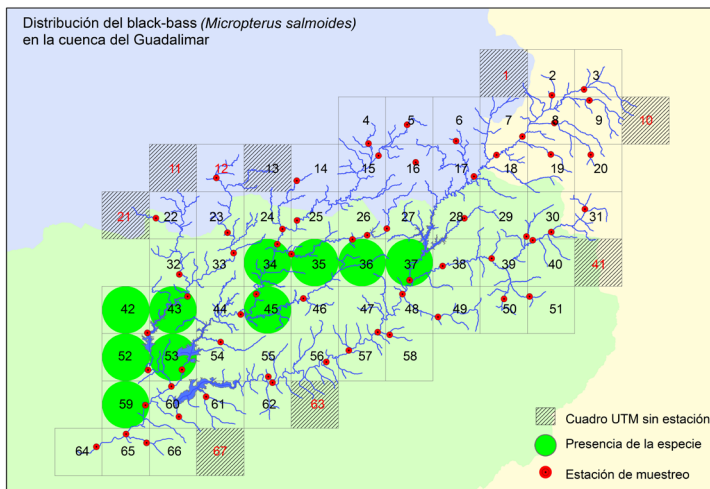 Distribución del black-bass (Micropterus salmoides)
en la cuenca del Guadalimar
1 2 3
4 5 6 7 8 9 10
11 12 13 14 15 16 17 18 19 20
21 22 23 24 25 26 27 28 29 30 31
32 33 34 35 36 37 38 39 40 41
42 43 44 45 46 47 48 49 50 51
52 53 54 55 56 57 58
59 60 61 62 63
64 65 66 67
Cuadro UTM sin estación
Presencia de la especie
Estación de muestreo